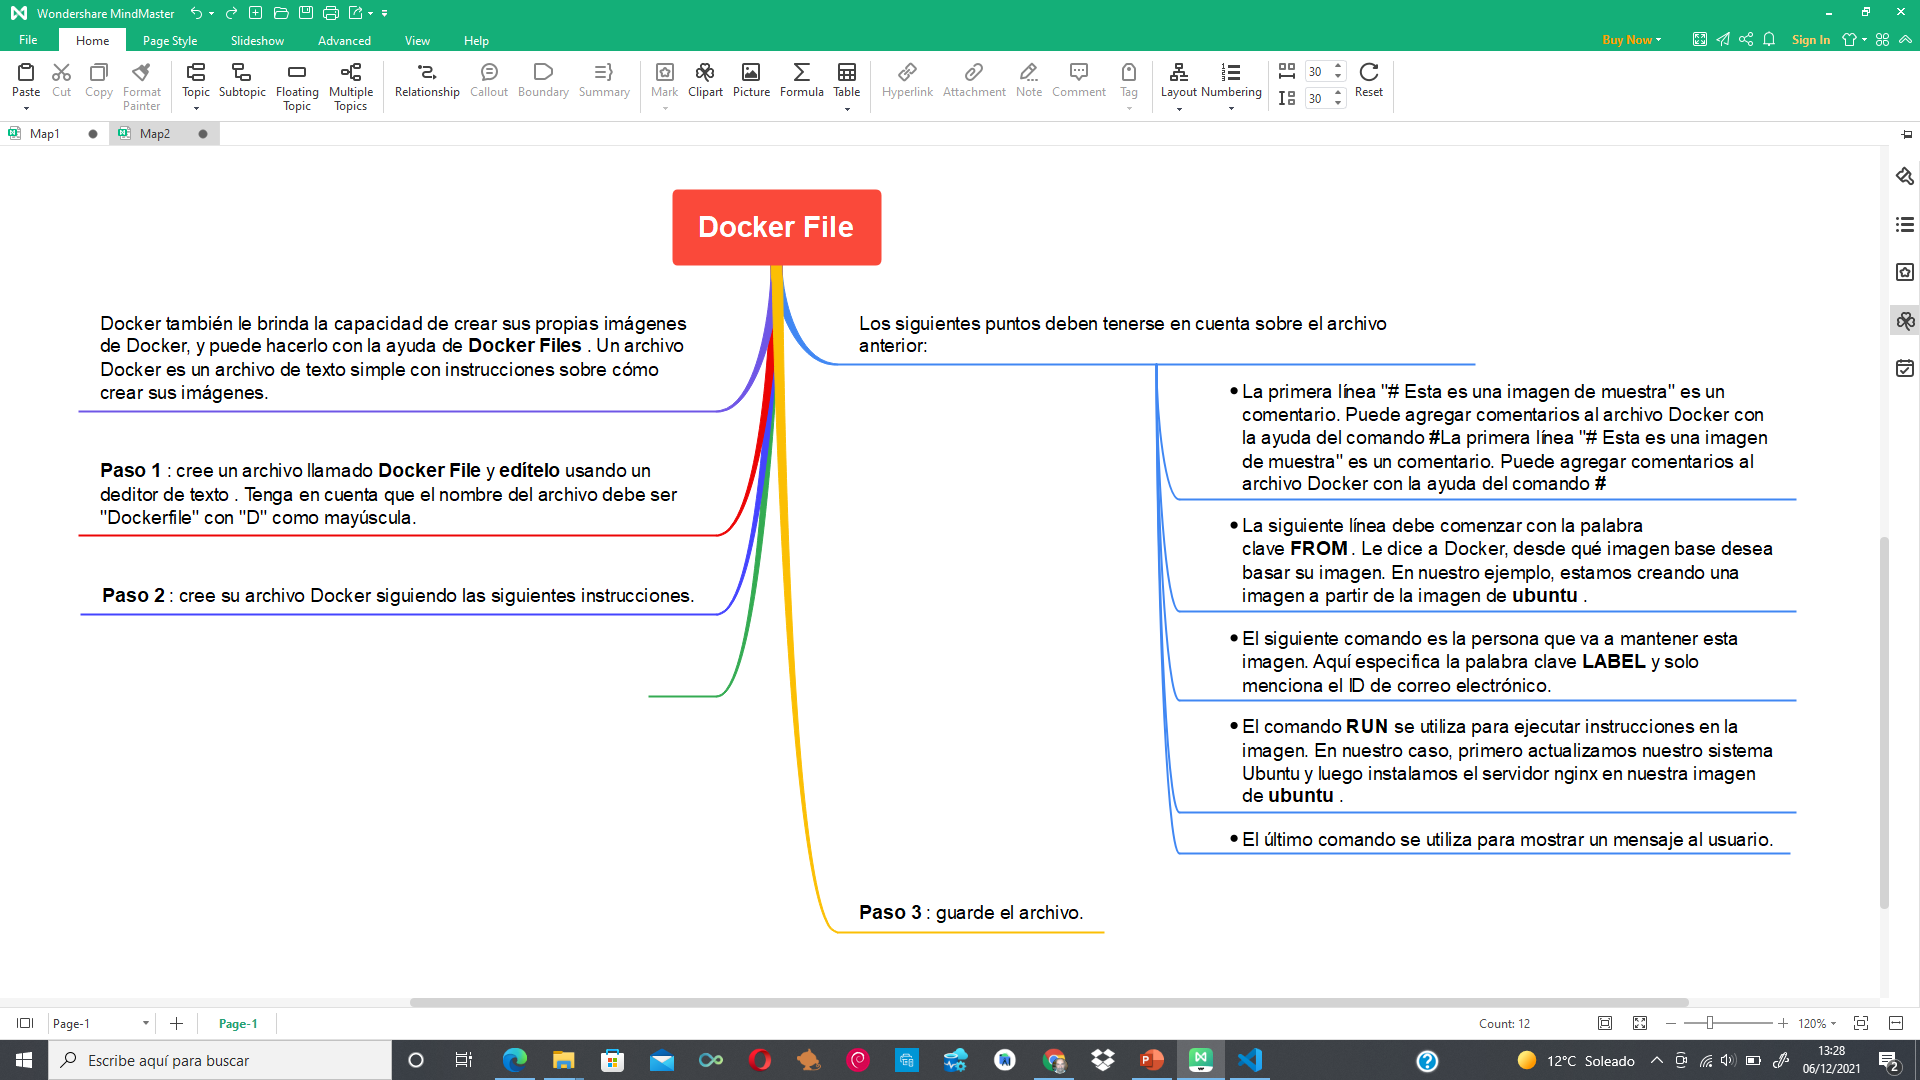 Wondershare MindMaster
File
Home
Page Style
Slideshow
Advanced
View
Help
Buy Now
Sign In
Paste
Cut
Copy
Format
Painter
Topic
Subtopic
Floating
Topic
Multiple
Topics
Relationship
Callout
Boundary
Summary
Mark
Clipart
Picture
Formula
Table
Hyperlink
Attachment
Note
Comment
Tag
Layout
Numbering
30
30
Reset
Map1
Map2
Docker File
Docker también le brinda la capacidad de crear sus propias imágenes
de Docker, y puede hacerlo con la ayuda de Docker Files . Un archivo
Docker es un archivo de texto simple con instrucciones sobre cómo
crear sus imágenes.
Paso 1 : cree un archivo llamado Docker File y edítelo usando un
deditor de texto . Tenga en cuenta que el nombre del archivo debe ser
"Dockerfile" con "D" como mayúscula.
Paso 2 : cree su archivo Docker siguiendo las siguientes instrucciones.
Los siguientes puntos deben tenerse en cuenta sobre el archivo
anterior:
• La primera línea "# Esta es una imagen de muestra" es un
comentario. Puede agregar comentarios al archivo Docker con
la ayuda del comando #La primera línea "# Esta es una imagen
de muestra" es un comentario. Puede agregar comentarios al
archivo Docker con la ayuda del comando #
• La siguiente línea debe comenzar con la palabra
clave FROM . Le dice a Docker, desde qué imagen base desea
basar su imagen. En nuestro ejemplo, estamos creando una
imagen a partir de la imagen de ubuntu .
• El siguiente comando es la persona que va a mantener esta
imagen. Aquí especifica la palabra clave LABEL y solo
menciona el ID de correo electrónico.
• El comando RUN se utiliza para ejecutar instrucciones en la
imagen. En nuestro caso, primero actualizamos nuestro sistema
Ubuntu y luego instalamos el servidor nginx en nuestra imagen
de ubuntu .
• El último comando se utiliza para mostrar un mensaje al usuario.
Paso 3 : guarde el archivo.
Page-1
Page-1
Count: 12
120%
Escribe aquí para buscar
12°C Soleado
13:28
06/12/2021
2